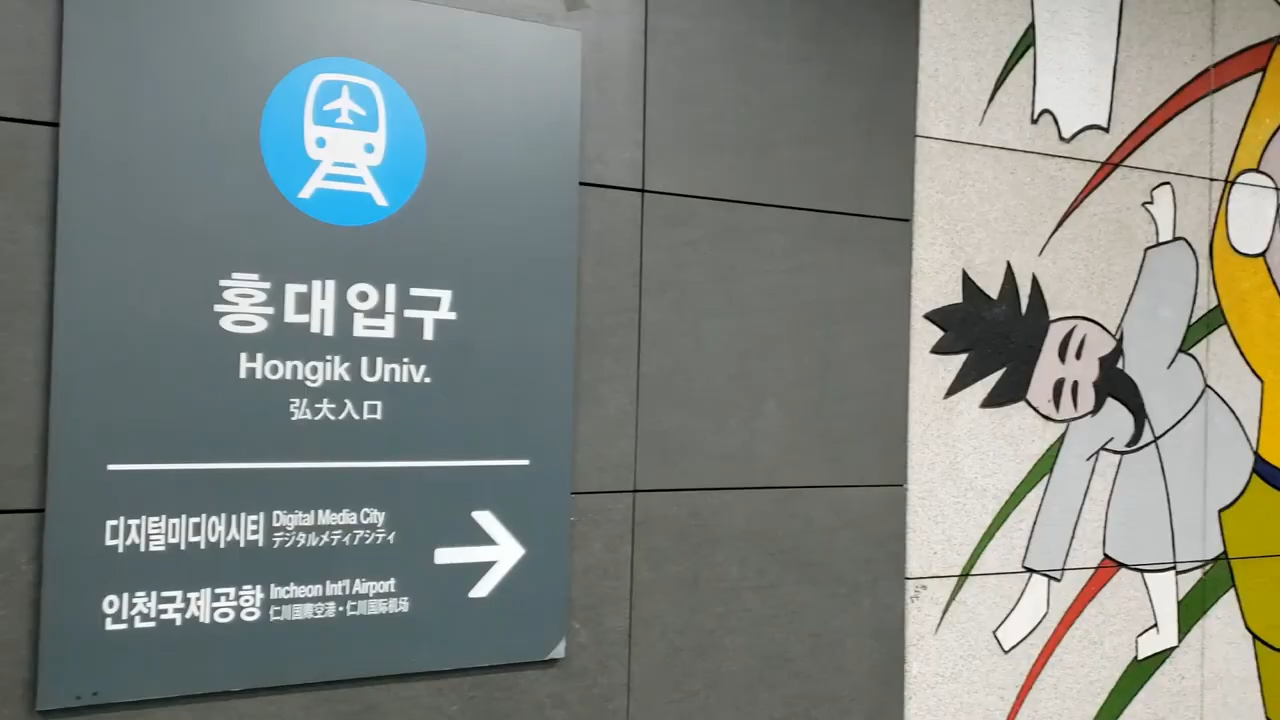 홍대입구
Hongik Univ.
弘大入口
디지털미디어시티 Digital Media City
デジタルメディアシティ
인천국제공항 Incheon Int'l Airport
仁川国際空港・仁川国际机场